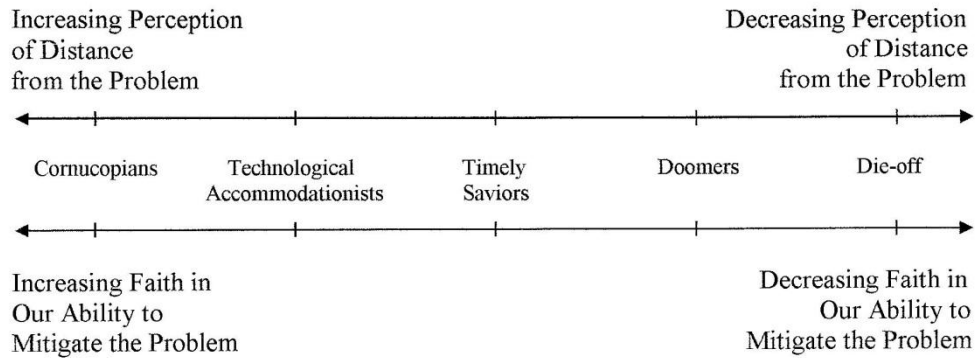 Increasing Perception
of Distance
from the Problem
Decreasing Perception
of Distance
from the Problem
Cornucopians
Technological
Accommodationists
Timely
Saviors
Doomers
Die-off
Increasing Faith in
Our Ability to
Mitigate the Problem
Decreasing Faith in
Our Ability to
Mitigate the Problem